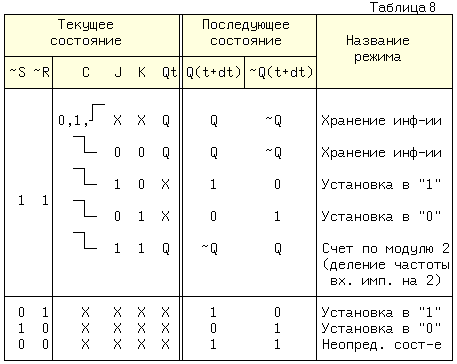 Таблица 8
Текущее состояние Последующее состояние Название режима
~S ~R C J K Qt Q(t+dt) ~Q(t+dt)
0,1, X X Q Q ~Q Хранение инф-ии
0 0 Q Q ~Q Хранение инф-ии
1 0 X 1 0 Установка в "1"
1 1 0 1 X 0 1 Установка в "0"
1 1 Q ~Q Q Счет по модулю 2
(деление частоты
вх. имп. на 2)
0 1 X X X X 1 0 Установка в "1"
1 0 X X X X 0 1 Установка в "0"
0 0 X X X X 1 1 Неопред. сост-е